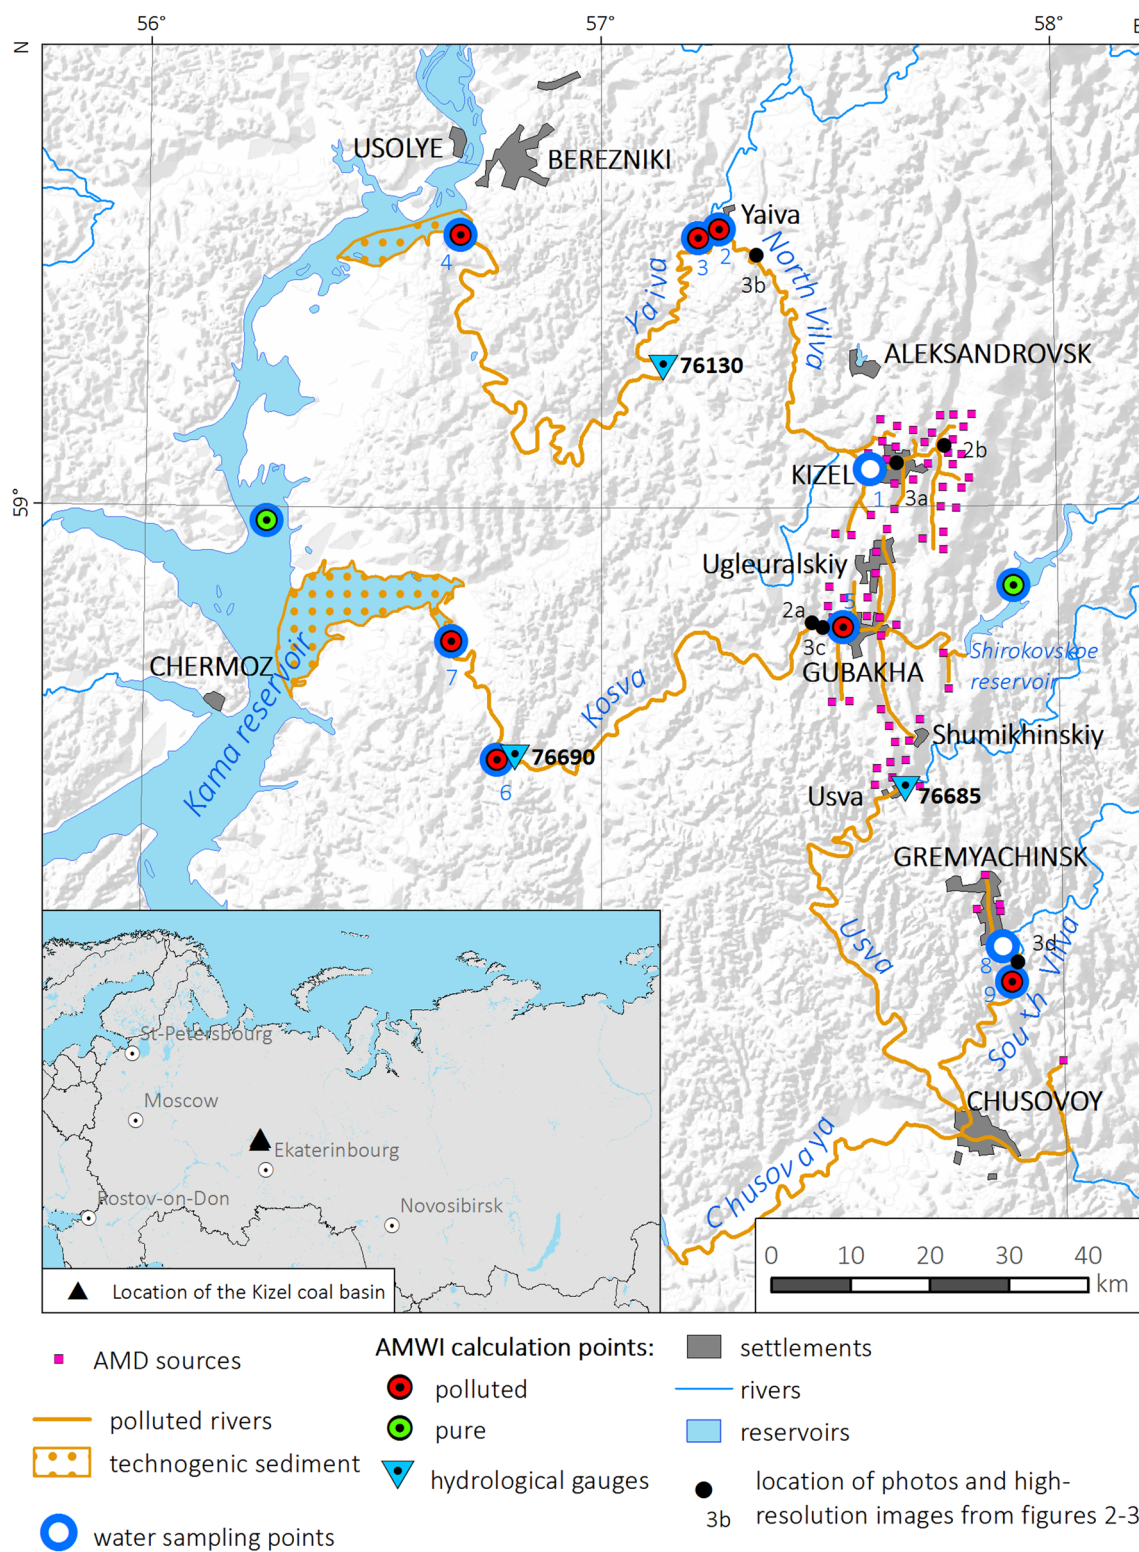 56°
57°
58°
E
N
USOLYE
BEREZNIKI
Yaiva
4
3
2
3b
North Vilva
Yaiva
ALEKSANDROVSK
76130
2b
KIZEL
1
3a
59°
Ugleuralskiy
2a
5
3c
GUBAKHA
Shirokovskoe
reservoir
CHERMOZ
7
Kosva
Kama reservoir
Shumikhinskiy
76690
6
Usva
76685
GREMYACHINSK
Usva
3d
8
9
South Vilva
St-Petersbourg
Moscow
Ekaterinbourg
Rostov-on-Don
Novosibirsk
CHUSOVOY
Chusovaya
0 10 20 30 40
km
Location of the Kizel coal basin
AMD sources
polluted rivers
technogenic sediment
water sampling points
AMWI calculation points:
polluted
pure
hydrological gauges
settlements
rivers
reservoirs
3b
location of photos and high-
resolution images from figures 2-3